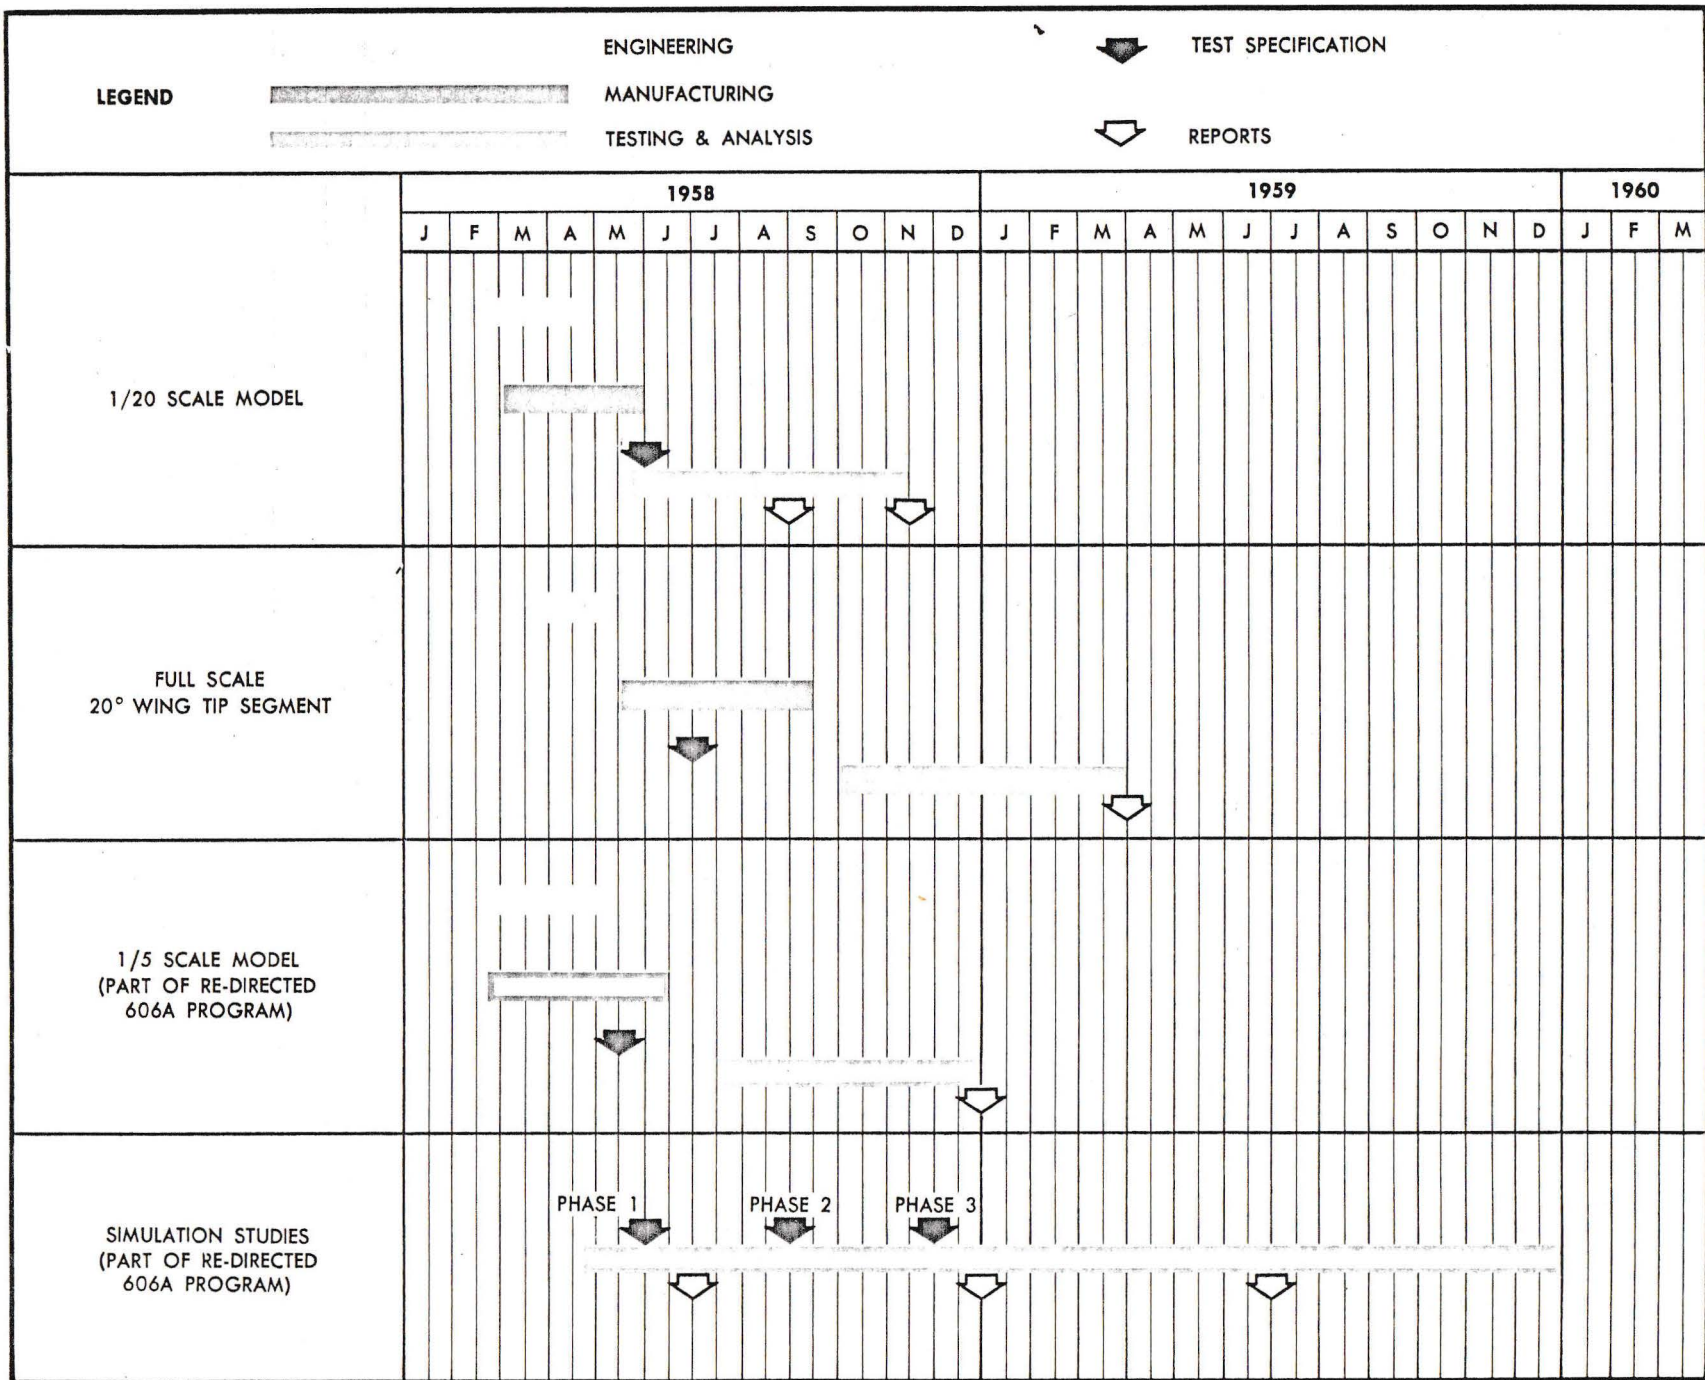 LEGEND
ENGINEERING
MANUFACTURING
TESTING & ANALYSIS
TEST SPECIFICATION
REPORTS
1958 1959 1960
J F M A M J J A S O N D J F M A M J J A S O N D J F M
1/20 SCALE MODEL
FULL SCALE
20° WING TIP SEGMENT
1/5 SCALE MODEL
(PART OF RE-DIRECTED
606A PROGRAM)
SIMULATION STUDIES
(PART OF RE-DIRECTED
606A PROGRAM)
PHASE 1 PHASE 2 PHASE 3